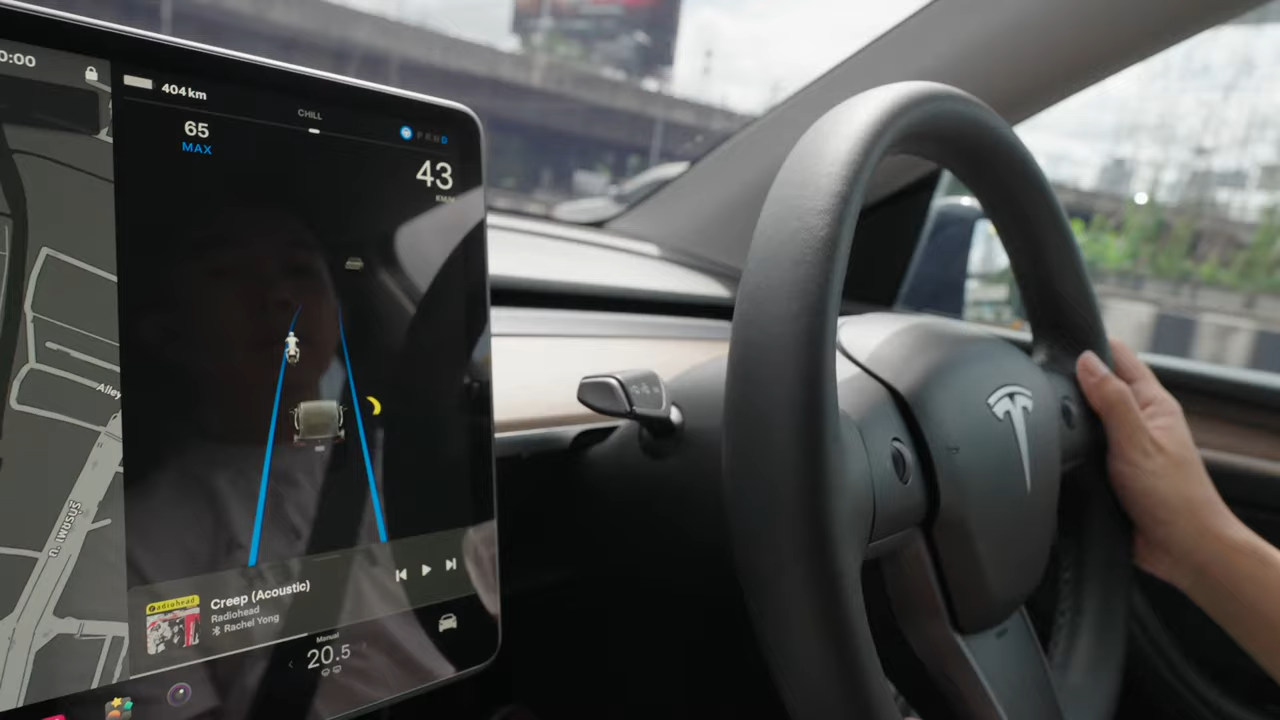 0:00
404 km
CHILL
65
MAX
P R N D
43
KM/H
Alley
ถ. เพชรบุรี
radiohead
Creep (Acoustic)
Radiohead
Rachel Yong
Manual
20.5